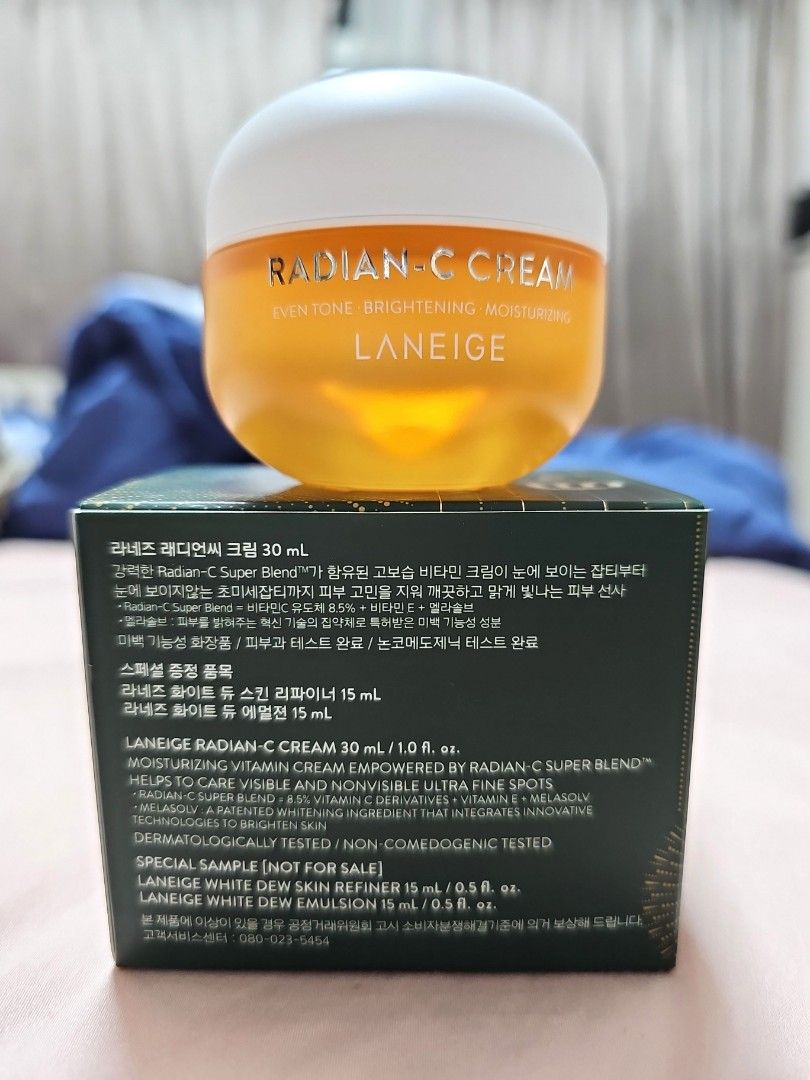 RADIAN-C CREAM
EVEN TONE · BRIGHTENING · MOISTURIZING
LANEIGE
라네즈 래디언씨 크림 30 mL
강력한 Radian-C Super Blend™가 함유된 고보습 비타민 크림이 눈에 보이는 잡티부터
눈에 보이지않는 초미세잡티까지 피부 고민을 지워 깨끗하고 맑게 빛나는 피부 선사
• Radian-C Super Blend = 비타민C 유도체 8.5% + 비타민 E + 멜라솔브
• 멜라솔브 : 피부를 밝혀주는 혁신 기술의 집약체로 특허받은 미백 기능성 성분
미백 기능성 화장품 / 피부과 테스트 완료 / 논코메도제닉 테스트 완료
스페셜 증정 품목
라네즈 화이트 듀 스킨 리파이너 15 mL
라네즈 화이트 듀 에멀젼 15 mL
LANEIGE RADIAN-C CREAM 30 mL / 1.0 fl. oz.
MOISTURIZING VITAMIN CREAM EMPOWERED BY RADIAN-C SUPER BLEND™
HELPS TO CARE VISIBLE AND NONVISIBLE ULTRA FINE SPOTS
• RADIAN-C SUPER BLEND = 8.5% VITAMIN C DERIVATIVES + VITAMIN E + MELASOLV
• MELASOLV : A PATENTED WHITENING INGREDIENT THAT INTEGRATES INNOVATIVE
TECHNOLOGIES TO BRIGHTEN SKIN
DERMATOLOGICALLY TESTED / NON-COMEDOGENIC TESTED
SPECIAL SAMPLE [NOT FOR SALE]
LANEIGE WHITE DEW SKIN REFINER 15 mL / 0.5 fl. oz.
LANEIGE WHITE DEW EMULSION 15 mL / 0.5 fl. oz.
본 제품에 이상이 있을 경우 공정거래위원회 고시 소비자분쟁해결기준에 의거 보상해 드립니다.
고객서비스센터 : 080-023-5454